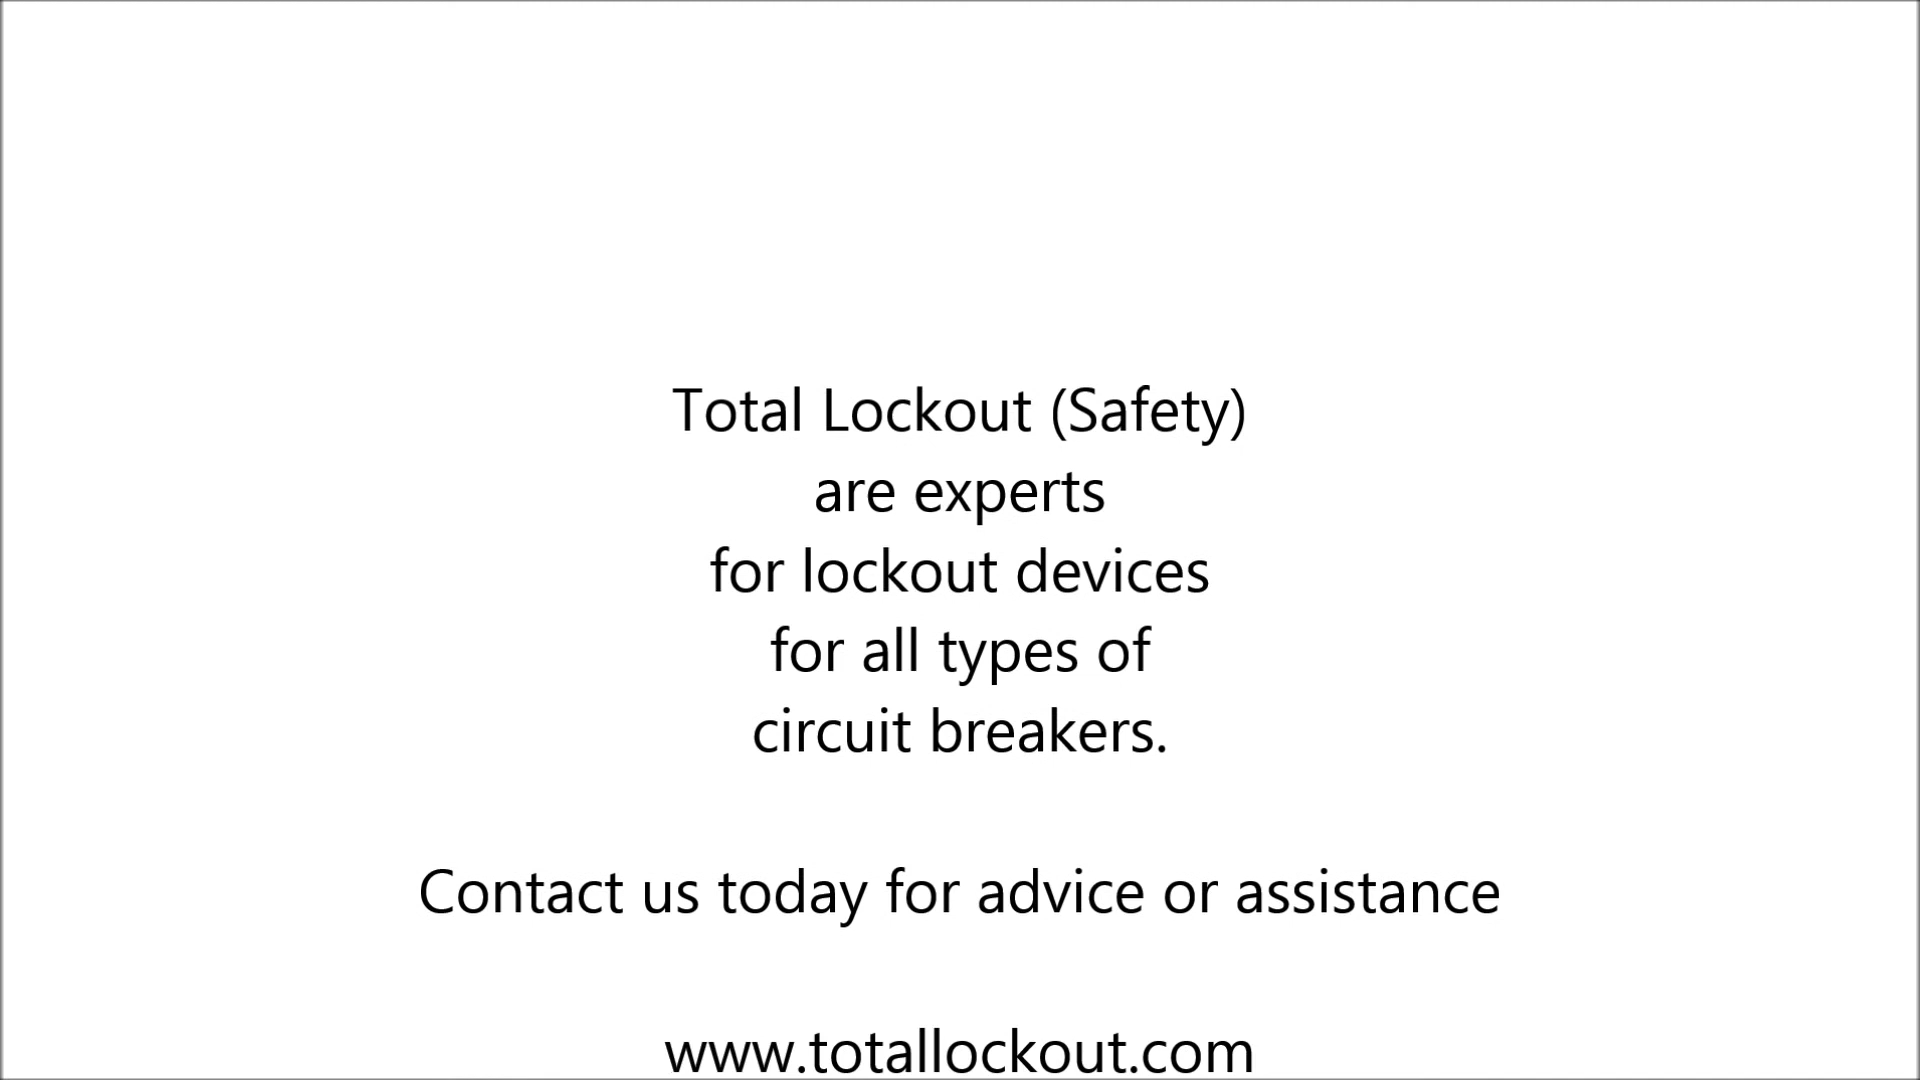 Total Lockout (Safety)
are experts
for lockout devices
for all types of
circuit breakers.
Contact us today for advice or assistance
www.totallockout.com